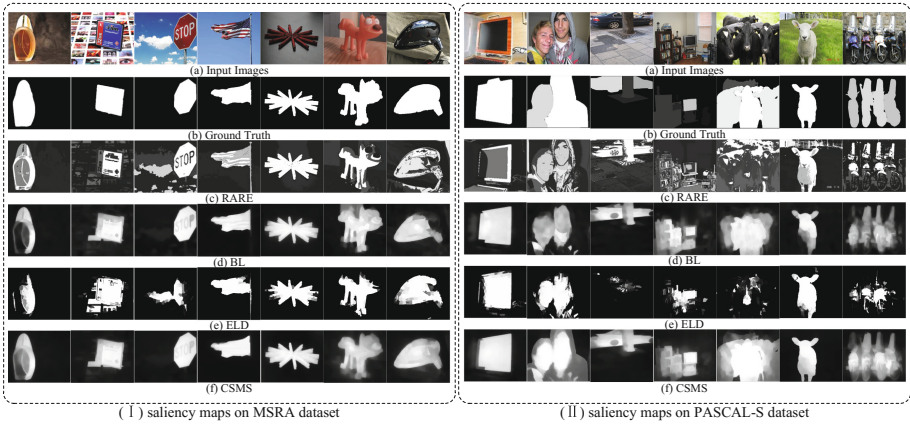 STOP
(a) Input Images
(b) Ground Truth
STOP
(c) RARE
(d) BL
(e) ELD
(f) CSMS
(Ⅰ) saliency maps on MSRA dataset
(a) Input Images
(b) Ground Truth
(c) RARE
(d) BL
(e) ELD
(f) CSMS
(Ⅱ) saliency maps on PASCAL-S dataset